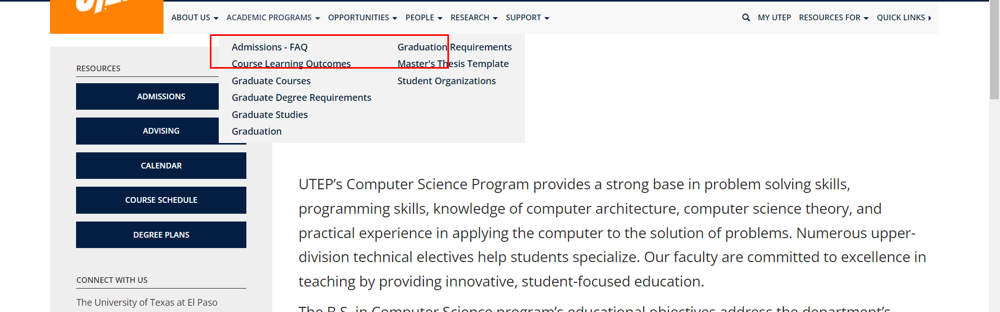 ABOUT US
ACADEMIC PROGRAMS
OPPORTUNITIES
PEOPLE
RESEARCH
SUPPORT
MY UTEP
RESOURCES FOR
QUICK LINKS
Admissions - FAQ
Course Learning Outcomes
Graduate Courses
Graduate Degree Requirements
Graduate Studies
Graduation
Graduation Requirements
Master's Thesis Template
Student Organizations
RESOURCES
ADMISSIONS
ADVISING
CALENDAR
COURSE SCHEDULE
DEGREE PLANS
CONNECT WITH US
The University of Texas at El Paso
UTEP’s Computer Science Program provides a strong base in problem solving skills,
programming skills, knowledge of computer architecture, computer science theory, and
practical experience in applying the computer to the solution of problems. Numerous upper-
division technical electives help students specialize. Our faculty are committed to excellence in
teaching by providing innovative, student-focused education.
The B.S. in Computer Science program’s educational objectives address the department’s